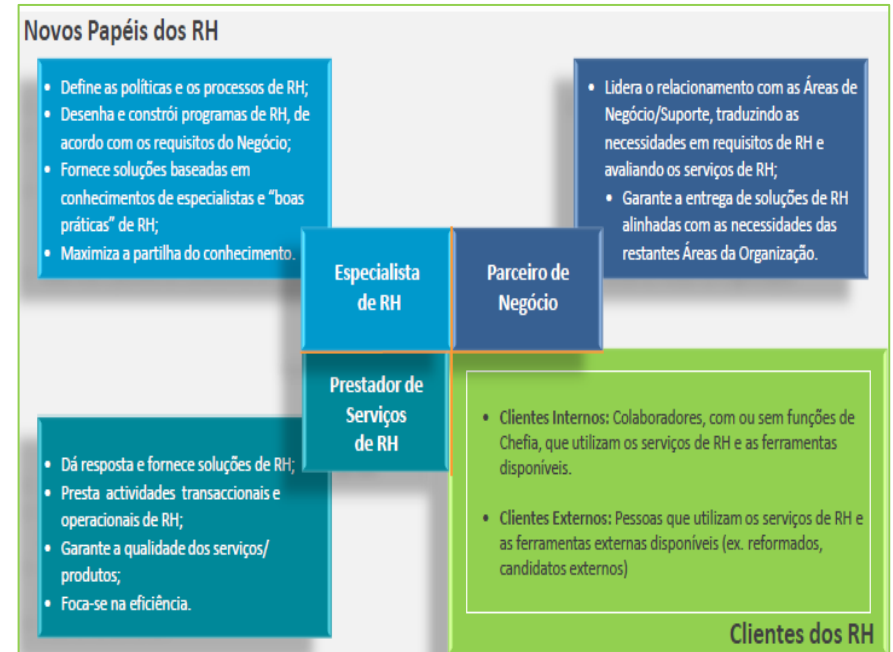 Novos Papéis dos RH
• Define as políticas e os processos de RH;
• Desenha e constrói programas de RH, de
acordo com os requisitos do Negócio;
• Fornece soluções baseadas em
conhecimentos de especialistas e “boas
práticas” de RH;
• Maximiza a partilha do conhecimento.
• Lidera o relacionamento com as Áreas de
Negócio/Suporte, traduzindo as
necessidades em requisitos de RH e
avaliando os serviços de RH;
• Garante a entrega de soluções de RH
alinhadas com as necessidades das
restantes Áreas da Organização.
Especialista
de RH
Parceiro de
Negócio
Prestador de
Serviços
de RH
• Dá resposta e fornece soluções de RH;
• Presta actividades transaccionais e
operacionais de RH;
• Garante a qualidade dos serviços/
produtos;
• Foca-se na eficiência.
• Clientes Internos: Colaboradores, com ou sem funções de
Chefia, que utilizam os serviços de RH e as ferramentas
disponíveis.
• Clientes Externos: Pessoas que utilizam os serviços de RH e
as ferramentas externas disponíveis (ex. reformados,
candidatos externos)
Clientes dos RH